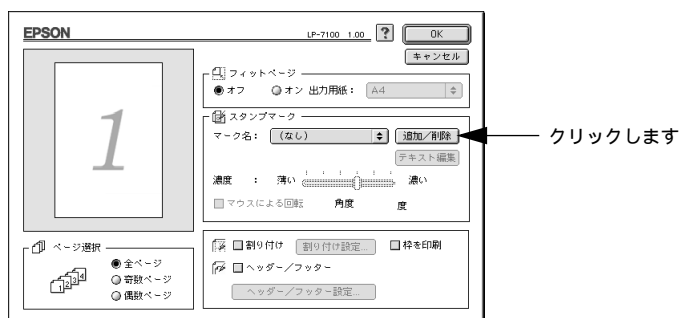 EPSON
LP-7100 1.00
?
OK
キャンセル
フィットページ
オフ
オン 出力用紙：
A4
スタンプマーク
マーク名：
(なし)
追加／削除
クリックします
テキスト編集
濃度 ： 薄い
濃い
マウスによる回転
角度
度
1
ページ選択
1 2 3 4
全ページ
奇数ページ
偶数ページ
割り付け
割り付け設定...
枠を印刷
ヘッダー／フッター
ヘッダー／フッター設定...